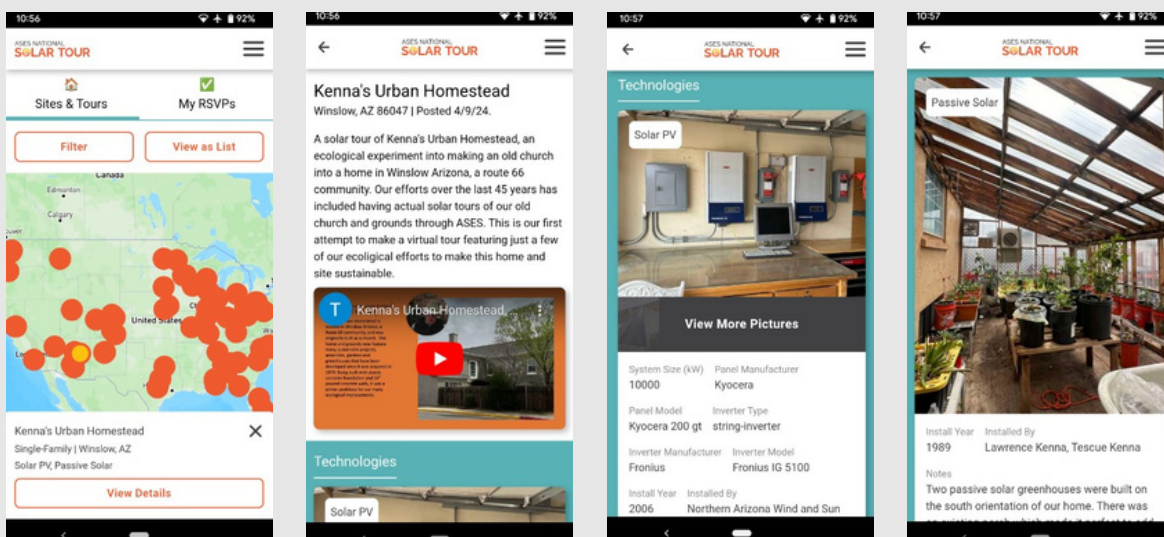 10:56
92%
ASES NATIONAL
SOLAR TOUR
Sites & Tours
My RSVPs
Filter
View as List
Canada
Edmonton
Calgary
United States
Kenna's Urban Homestead
Single-Family | Winslow, AZ
Solar PV, Passive Solar
View Details
10:56
92%
ASES NATIONAL
SOLAR TOUR
Kenna's Urban Homestead
Winslow, AZ 86047 | Posted 4/9/24.
A solar tour of Kenna's Urban Homestead, an
ecological experiment into making an old church
into a home in Winslow Arizona, a route 66
community. Our efforts over the last 45 years has
included having actual solar tours of our old
church and grounds through ASES. This is our first
attempt to make a virtual tour featuring just a few
of our ecoligical efforts to make this home and
site sustainable.
T
Kenna's Urban Homestead, ...
Technologies
Solar PV
10:57
92%
ASES NATIONAL
SOLAR TOUR
Technologies
Solar PV
View More Pictures
System Size (kW) Panel Manufacturer
10000 Kyocera
Panel Model Inverter Type
Kyocera 200 gt string-inverter
Inverter Manufacturer Inverter Model
Fronius Fronius IG 5100
Install Year Installed By
2006 Northern Arizona Wind and Sun
10:57
92%
ASES NATIONAL
SOLAR TOUR
Passive Solar
Install Year Installed By
1989 Lawrence Kenna, Tescue Kenna
Notes
Two passive solar greenhouses were built on
the south orientation of our home. There was